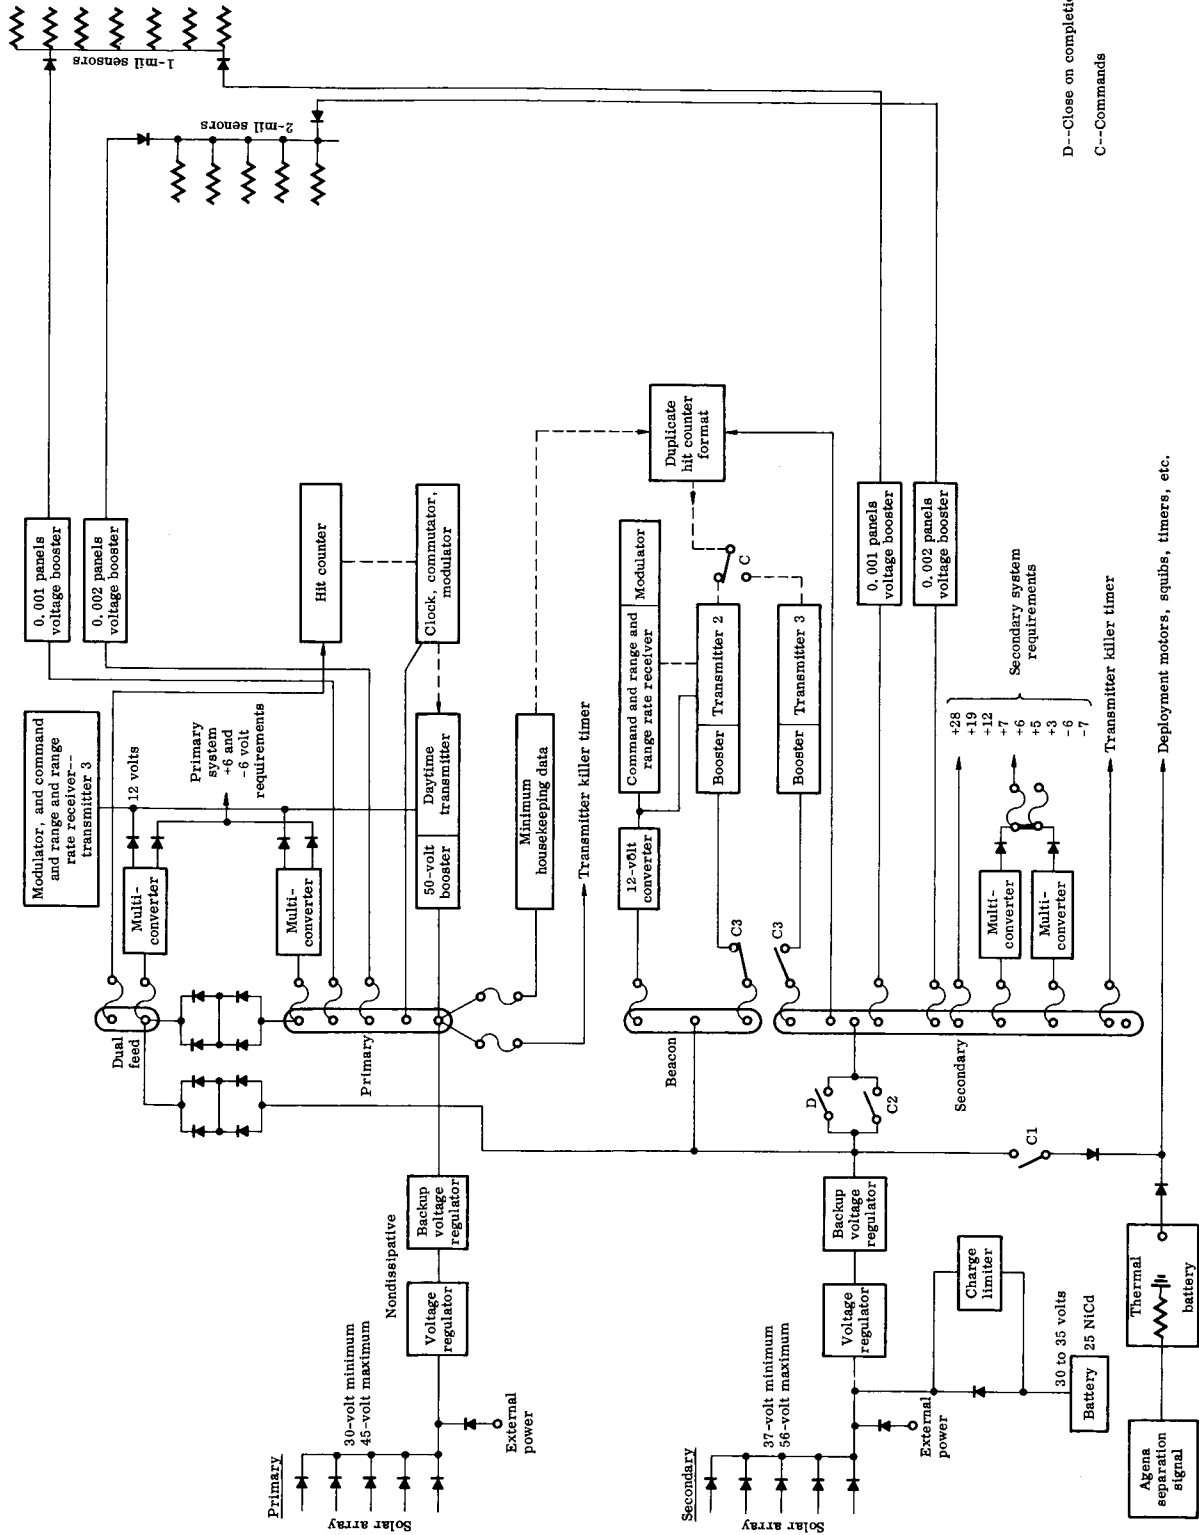 1-mil sensors
2-mil senors
D---Close on completio
C---Commands
0.001 panels
voltage booster
0.002 panels
voltage booster
Hit counter
Clock, commutator,
modulator
Modulator, and command
and range and range
rate receiver--
transmitter 3
12 volts
Primary
system
+6 and
-6 volt
requirements
Multi-
converter
Multi-
converter
Daytime
transmitter
50-volt
booster
Minimum
housekeeping data
Transmitter killer timer
Dual
feed
Primary
Duplicate
hit counter
format
Command and range and
range rate receiver
Modulator
12-volt
converter
Booster
Transmitter 2
Booster
Transmitter 3
C
C3
C3
Beacon
0.001 panels
voltage booster
0.002 panels
voltage booster
Secondary system
requirements
+28
+19
+12
+7
+6
+5
+3
-6
-7
Multi-
converter
Multi-
converter
Transmitter killer timer
Deployment motors, squibs, timers, etc.
Secondary
D
C2
C1
Nondissipative
Voltage
regulator
Backup
voltage
regulator
Primary
30-volt minimum
45-volt maximum
Solar array
External
power
Voltage
regulator
Backup
voltage
regulator
Secondary
37-volt minimum
56-volt maximum
Solar array
External
power
Charge
limiter
30 to 35 volts
Battery
25 NiCd
Thermal
battery
Agena
separation
signal